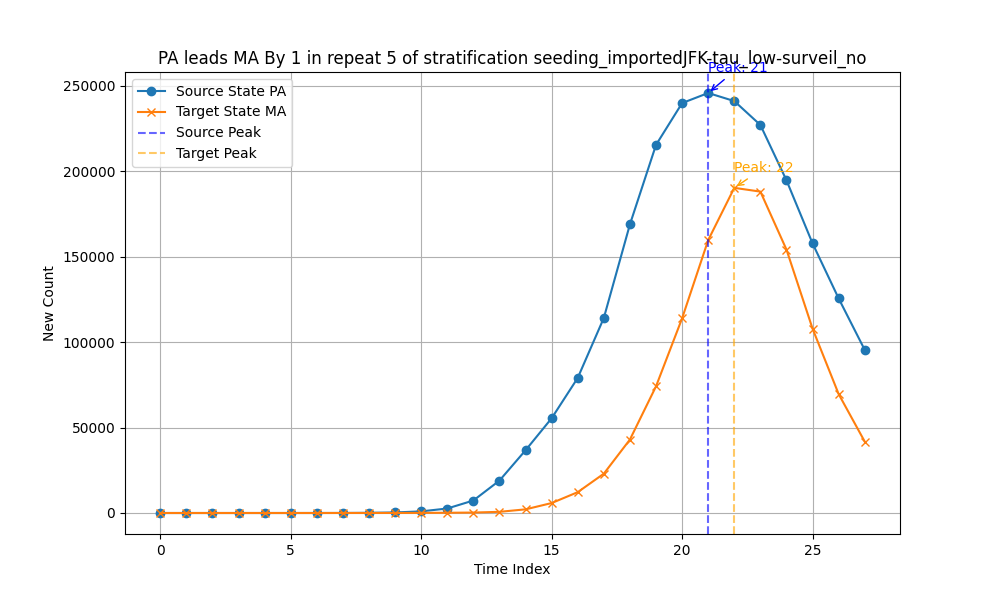 PA leads MA By 1 in repeat 5 of stratification seeding_importedJFK-tau_low-surveil_no
Peak: 21
Source State PA
Target State MA
Source Peak
Target Peak
Peak: 22
250000
200000
150000
100000
50000
0
New Count
0 5 10 15 20 25
Time Index